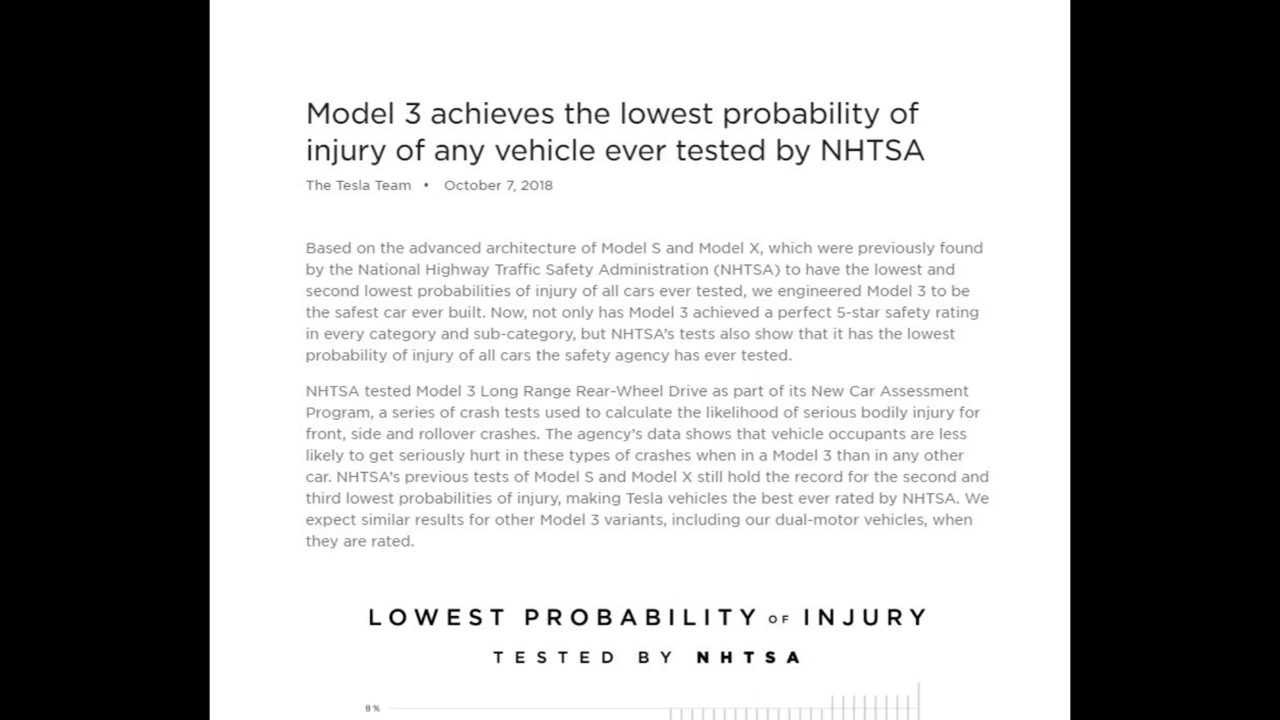 Model 3 achieves the lowest probability of
injury of any vehicle ever tested by NHTSA
The Tesla Team • October 7, 2018
Based on the advanced architecture of Model S and Model X, which were previously found
by the National Highway Traffic Safety Administration (NHTSA) to have the lowest and
second lowest probabilities of injury of all cars ever tested, we engineered Model 3 to be
the safest car ever built. Now, not only has Model 3 achieved a perfect 5-star safety rating
in every category and sub-category, but NHTSA's tests also show that it has the lowest
probability of injury of all cars the safety agency has ever tested.
NHTSA tested Model 3 Long Range Rear-Wheel Drive as part of its New Car Assessment
Program, a series of crash tests used to calculate the likelihood of serious bodily injury for
front, side and rollover crashes. The agency's data shows that vehicle occupants are less
likely to get seriously hurt in these types of crashes when in a Model 3 than in any other
car. NHTSA's previous tests of Model S and Model X still hold the record for the second and
third lowest probabilities of injury, making Tesla vehicles the best ever rated by NHTSA. We
expect similar results for other Model 3 variants, including our dual-motor vehicles, when
they are rated.
LOWEST PROBABILITY OF INJURY
TESTED BY NHTSA
8%